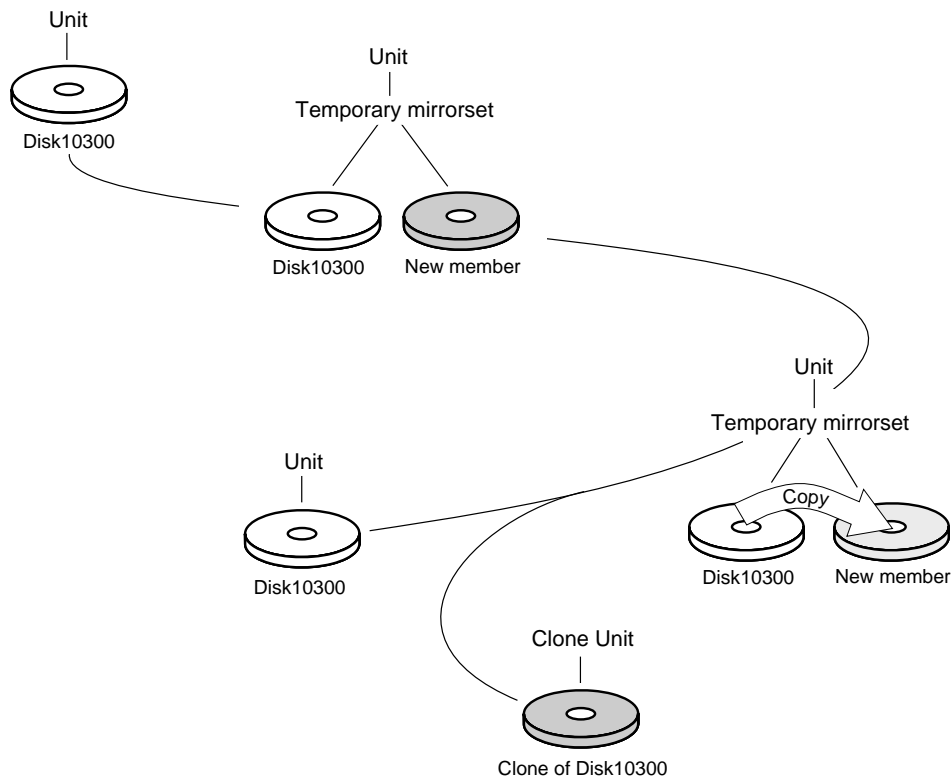 Unit
Disk10300
Unit
Temporary mirrorset
Disk10300
New member
Unit
Temporary mirrorset
Copy
Disk10300
New member
Unit
Disk10300
Clone Unit
Clone of Disk10300